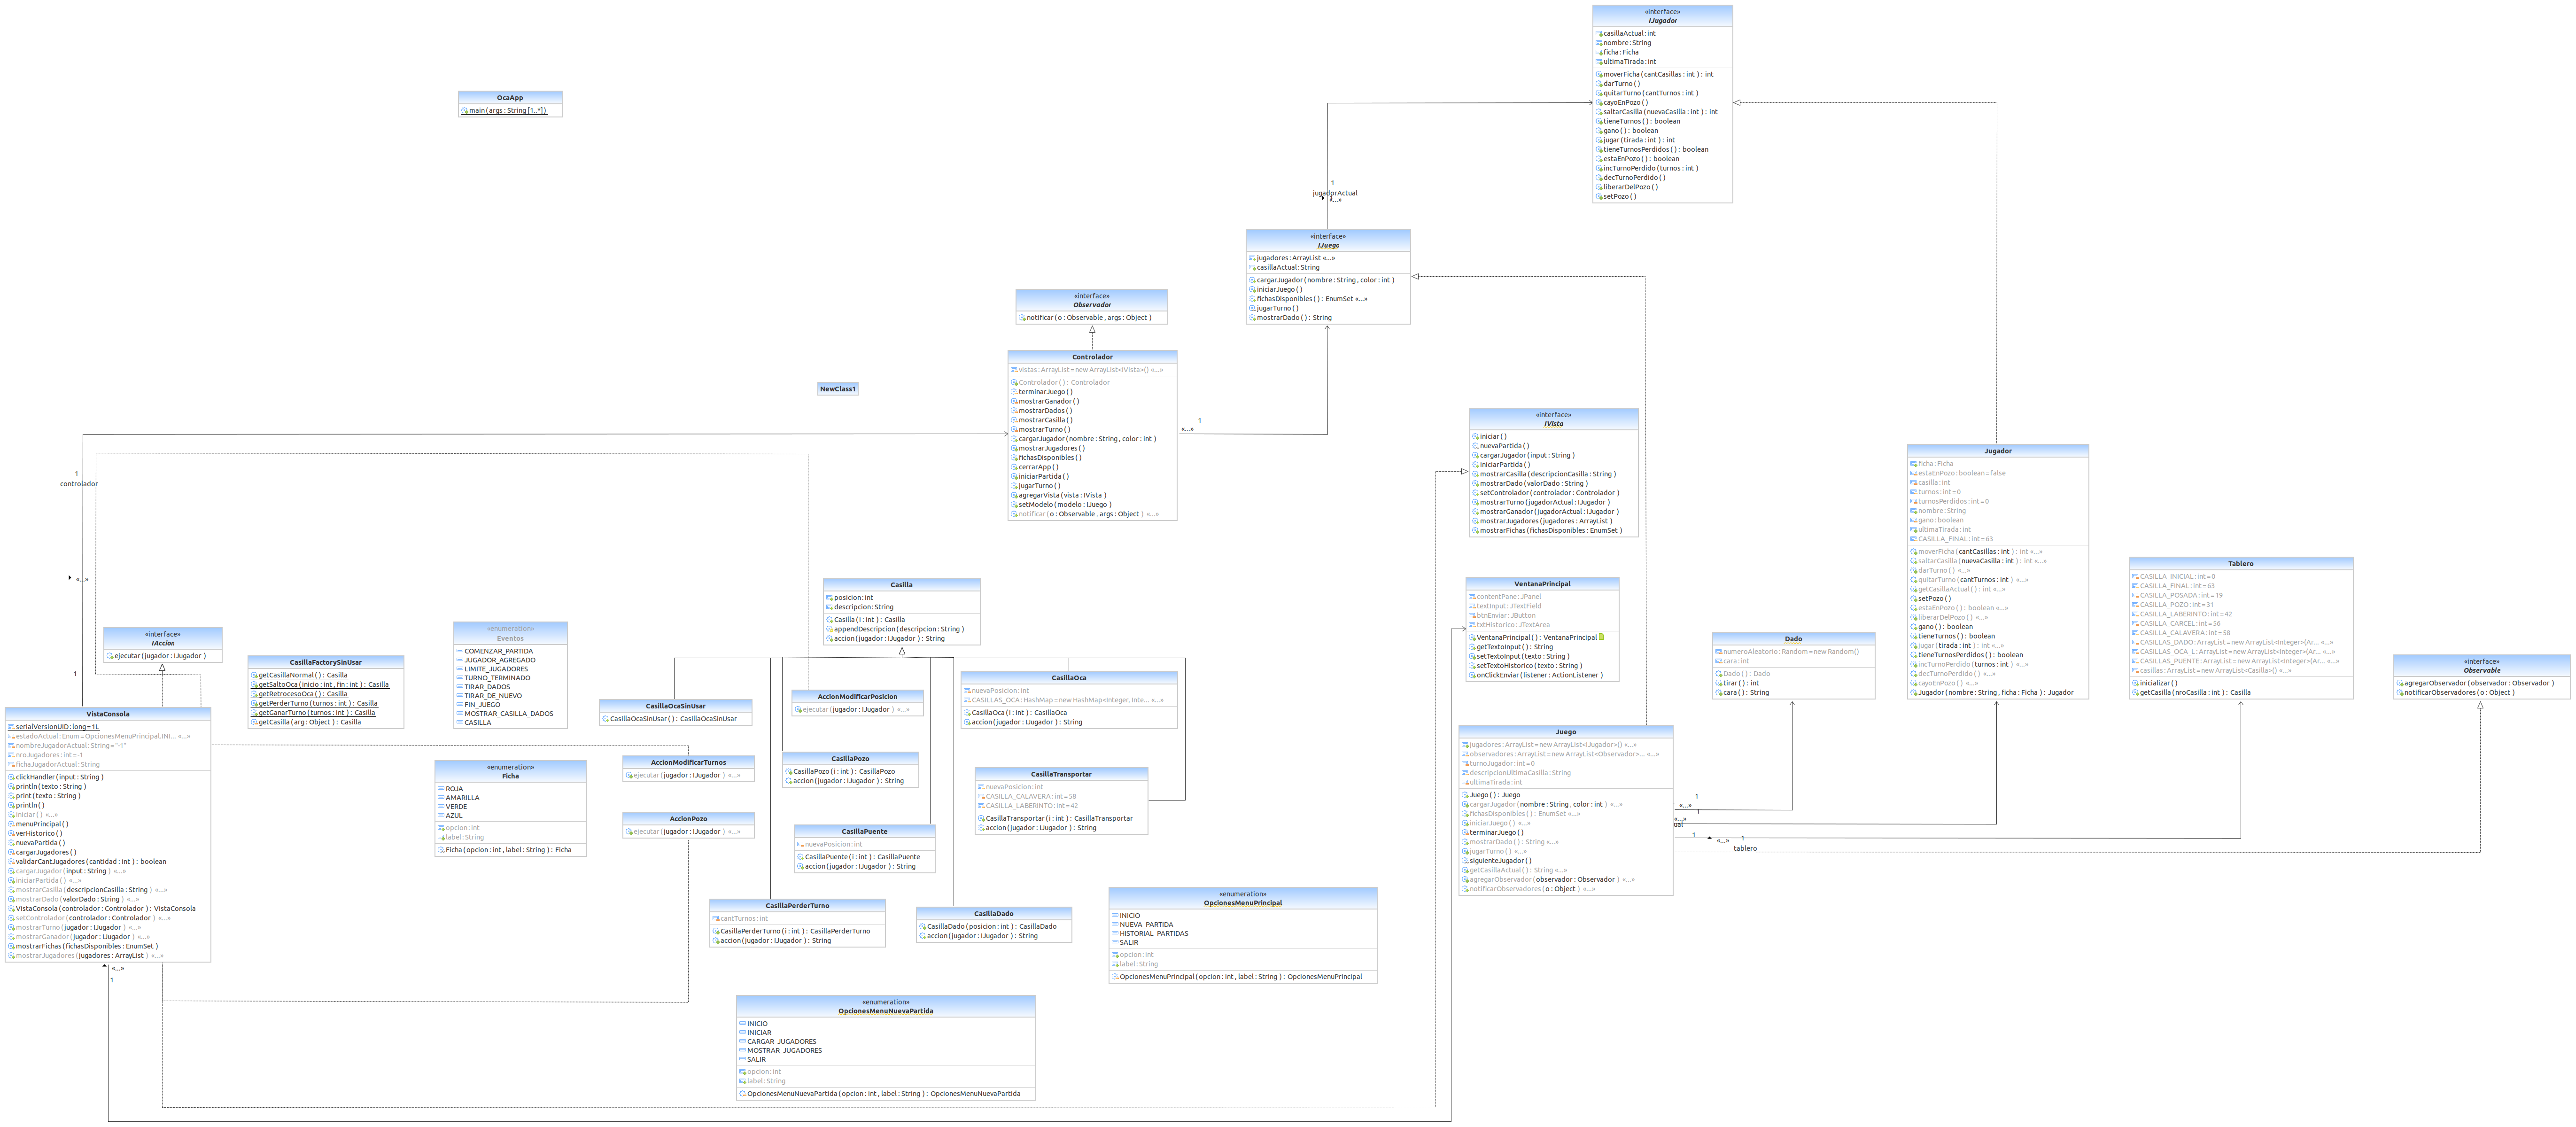 «interface»
IJugador
casillaActual : int
nombre : String
ficha : Ficha
ultimaTirada : int
moverFicha ( cantCasillas : int ) : int
darTurno ( )
quitarTurno ( cantTurnos : int )
cayoEnPozo ( )
saltarCasilla ( nuevaCasilla : int ) : int
tieneTurnos ( ) : boolean
gano ( ) : boolean
jugar ( tirada : int ) : int
tieneTurnosPerdidos ( ) : boolean
estaEnPozo ( ) : boolean
incTurnoPerdido ( turnos : int )
decTurnoPerdido ( )
liberarDelPozo ( )
setPozo ( )
OcaApp
main ( args : String [1..*] )
1
jugadorActual
«...»
«interface»
IJuego
jugadores : ArrayList «...»
casillaActual : String
cargarJugador ( nombre : String , color : int )
iniciarJuego ( )
fichasDisponibles ( ) : EnumSet «...»
jugarTurno ( )
mostrarDado ( ) : String
«interface»
Observador
notificar ( o : Observable , args : Object )
Controlador
vistas : ArrayList = new ArrayList<IVista>() «...»
Controlador ( ) : Controlador
terminarJuego ( )
mostrarGanador ( )
mostrarDados ( )
mostrarCasilla ( )
mostrarTurno ( )
cargarJugador ( nombre : String , color : int )
mostrarJugadores ( )
fichasDisponibles ( )
cerrarApp ( )
iniciarPartida ( )
jugarTurno ( )
agregarVista ( vista : IVista )
setModelo ( modelo : IJuego )
notificar ( o : Observable , args : Object ) «...»
1
«...»
NewClass1
«interface»
IVista
iniciar ( )
nuevaPartida ( )
cargarJugador ( input : String )
iniciarPartida ( )
mostrarCasilla ( descripcionCasilla : String )
mostrarDado ( valorDado : String )
setControlador ( controlador : Controlador )
mostrarTurno ( jugadorActual : IJugador )
mostrarGanador ( jugadorActual : IJugador )
mostrarJugadores ( jugadores : ArrayList )
mostrarFichas ( fichasDisponibles : EnumSet )
Jugador
ficha : Ficha
estaEnPozo : boolean = false
casilla : int
turnos : int = 0
turnosPerdidos : int = 0
nombre : String
gano : boolean
ultimaTirada : int
CASILLA_FINAL : int = 63
moverFicha ( cantCasillas : int ) : int «...»
saltarCasilla ( nuevaCasilla : int ) : int «...»
darTurno ( ) «...»
quitarTurno ( cantTurnos : int ) «...»
getCasillaActual ( ) : int «...»
setPozo ( )
estaEnPozo ( ) : boolean «...»
liberarDelPozo ( ) «...»
gano ( ) : boolean
tieneTurnos ( ) : boolean
jugar ( tirada : int ) : int «...»
tieneTurnosPerdidos ( ) : boolean
incTurnoPerdido ( turnos : int ) «...»
decTurnoPerdido ( ) «...»
cayoEnPozo ( ) «...»
Jugador ( nombre : String , ficha : Ficha ) : Jugador
1
controlador
«...»
1
Tablero
CASILLA_INICIAL : int = 0
CASILLA_FINAL : int = 63
CASILLA_POSADA : int = 19
CASILLA_POZO : int = 31
CASILLA_LABERINTO : int = 42
CASILLA_CARCEL : int = 56
CASILLA_CALAVERA : int = 58
CASILLAS_DADO : ArrayList = new ArrayList<Integer>(Ar... «...»
CASILLAS_OCA_L : ArrayList = new ArrayList<Integer>(Ar... «...»
CASILLAS_PUENTE : ArrayList = new ArrayList<Integer>(Ar... «...»
casillas : ArrayList = new ArrayList<Casilla>() «...»
inicializar ( )
getCasilla ( nroCasilla : int ) : Casilla
Casilla
posicion : int
descripcion : String
Casilla ( i : int ) : Casilla
appendDescripcion ( descripcion : String )
accion ( jugador : IJugador ) : String
VentanaPrincipal
contentPane : JPanel
textInput : JTextField
btnEnviar : JButton
txtHistorico : JTextArea
VentanaPrincipal ( ) : VentanaPrincipal
getTextoInput ( ) : String
setTextoInput ( texto : String )
setTextoHistorico ( texto : String )
onClickEnviar ( listener : ActionListener )
«interface»
IAccion
ejecutar ( jugador : IJugador )
«enumeration»
Eventos
COMENZAR_PARTIDA
JUGADOR_AGREGADO
LIMITE_JUGADORES
TURNO_TERMINADO
TIRAR_DADOS
TIRAR_DE_NUEVO
FIN_JUEGO
MOSTRAR_CASILLA_DADOS
CASILLA
Dado
numeroAleatorio : Random = new Random()
cara : int
Dado ( ) : Dado
tirar ( ) : int
cara ( ) : String
«interface»
Observable
agregarObservador ( observador : Observador )
notificarObservadores ( o : Object )
CasillaFactorySinUsar
getCasillaNormal ( ) : Casilla
getSaltoOca ( inicio : int , fin : int ) : Casilla
getRetrocesoOca ( ) : Casilla
getPerderTurno ( turnos : int ) : Casilla
getGanarTurno ( turnos : int ) : Casilla
getCasilla ( arg : Object ) : Casilla
CasillaOcaSinUsar
CasillaOcaSinUsar ( ) : CasillaOcaSinUsar
AccionModificarPosicion
ejecutar ( jugador : IJugador ) «...»
CasillaOca
nuevaPosicion : int
CASILLAS_OCA : HashMap = new HashMap<Integer, Inte... «...»
CasillaOca ( i : int ) : CasillaOca
accion ( jugador : IJugador ) : String
VistaConsola
serialVersionUID : long = 1L
estadoActual : Enum = OpcionesMenuPrincipal.INI... «...»
nombreJugadorActual : String = "-1"
nroJugadores : int = -1
fichaJugadorActual : String
clickHandler ( input : String )
println ( texto : String )
print ( texto : String )
println ( )
iniciar ( ) «...»
menuPrincipal ( )
verHistorico ( )
nuevaPartida ( )
cargarJugadores ( )
validarCantJugadores ( cantidad : int ) : boolean
cargarJugador ( input : String ) «...»
iniciarPartida ( ) «...»
mostrarCasilla ( descripcionCasilla : String ) «...»
mostrarDado ( valorDado : String ) «...»
VistaConsola ( controlador : Controlador ) : VistaConsola
setControlador ( controlador : Controlador ) «...»
mostrarTurno ( jugador : IJugador ) «...»
mostrarGanador ( jugador : IJugador ) «...»
mostrarFichas ( fichasDisponibles : EnumSet )
mostrarJugadores ( jugadores : ArrayList ) «...»
«...»
1
«enumeration»
Ficha
ROJA
AMARILLA
VERDE
AZUL
opcion : int
label : String
Ficha ( opcion : int , label : String ) : Ficha
AccionModificarTurnos
ejecutar ( jugador : IJugador ) «...»
AccionPozo
ejecutar ( jugador : IJugador ) «...»
CasillaPozo
CasillaPozo ( i : int ) : CasillaPozo
accion ( jugador : IJugador ) : String
CasillaTransportar
nuevaPosicion : int
CASILLA_CALAVERA : int = 58
CASILLA_LABERINTO : int = 42
CasillaTransportar ( i : int ) : CasillaTransportar
accion ( jugador : IJugador ) : String
CasillaPuente
nuevaPosicion : int
CasillaPuente ( i : int ) : CasillaPuente
accion ( jugador : IJugador ) : String
Juego
jugadores : ArrayList = new ArrayList<IJugador>() «...»
observadores : ArrayList = new ArrayList<Observador>... «...»
turnoJugador : int = 0
descripcionUltimaCasilla : String
ultimaTirada : int
Juego ( ) : Juego
cargarJugador ( nombre : String , color : int ) «...»
fichasDisponibles ( ) : EnumSet «...»
iniciarJuego ( ) «...»
terminarJuego ( )
mostrarDado ( ) : String «...»
jugarTurno ( ) «...»
siguienteJugador ( )
getCasillaActual ( ) : String «...»
agregarObservador ( observador : Observador ) «...»
notificarObservadores ( o : Object ) «...»
1
«...»
1
«...»
ual
1
«...»
1
tablero
CasillaPerderTurno
cantTurnos : int
CasillaPerderTurno ( i : int ) : CasillaPerderTurno
accion ( jugador : IJugador ) : String
CasillaDado
CasillaDado ( posicion : int ) : CasillaDado
accion ( jugador : IJugador ) : String
«enumeration»
OpcionesMenuPrincipal
INICIO
NUEVA_PARTIDA
HISTORIAL_PARTIDAS
SALIR
opcion : int
label : String
OpcionesMenuPrincipal ( opcion : int , label : String ) : OpcionesMenuPrincipal
«enumeration»
OpcionesMenuNuevaPartida
INICIO
INICIAR
CARGAR_JUGADORES
MOSTRAR_JUGADORES
SALIR
opcion : int
label : String
OpcionesMenuNuevaPartida ( opcion : int , label : String ) : OpcionesMenuNuevaPartida